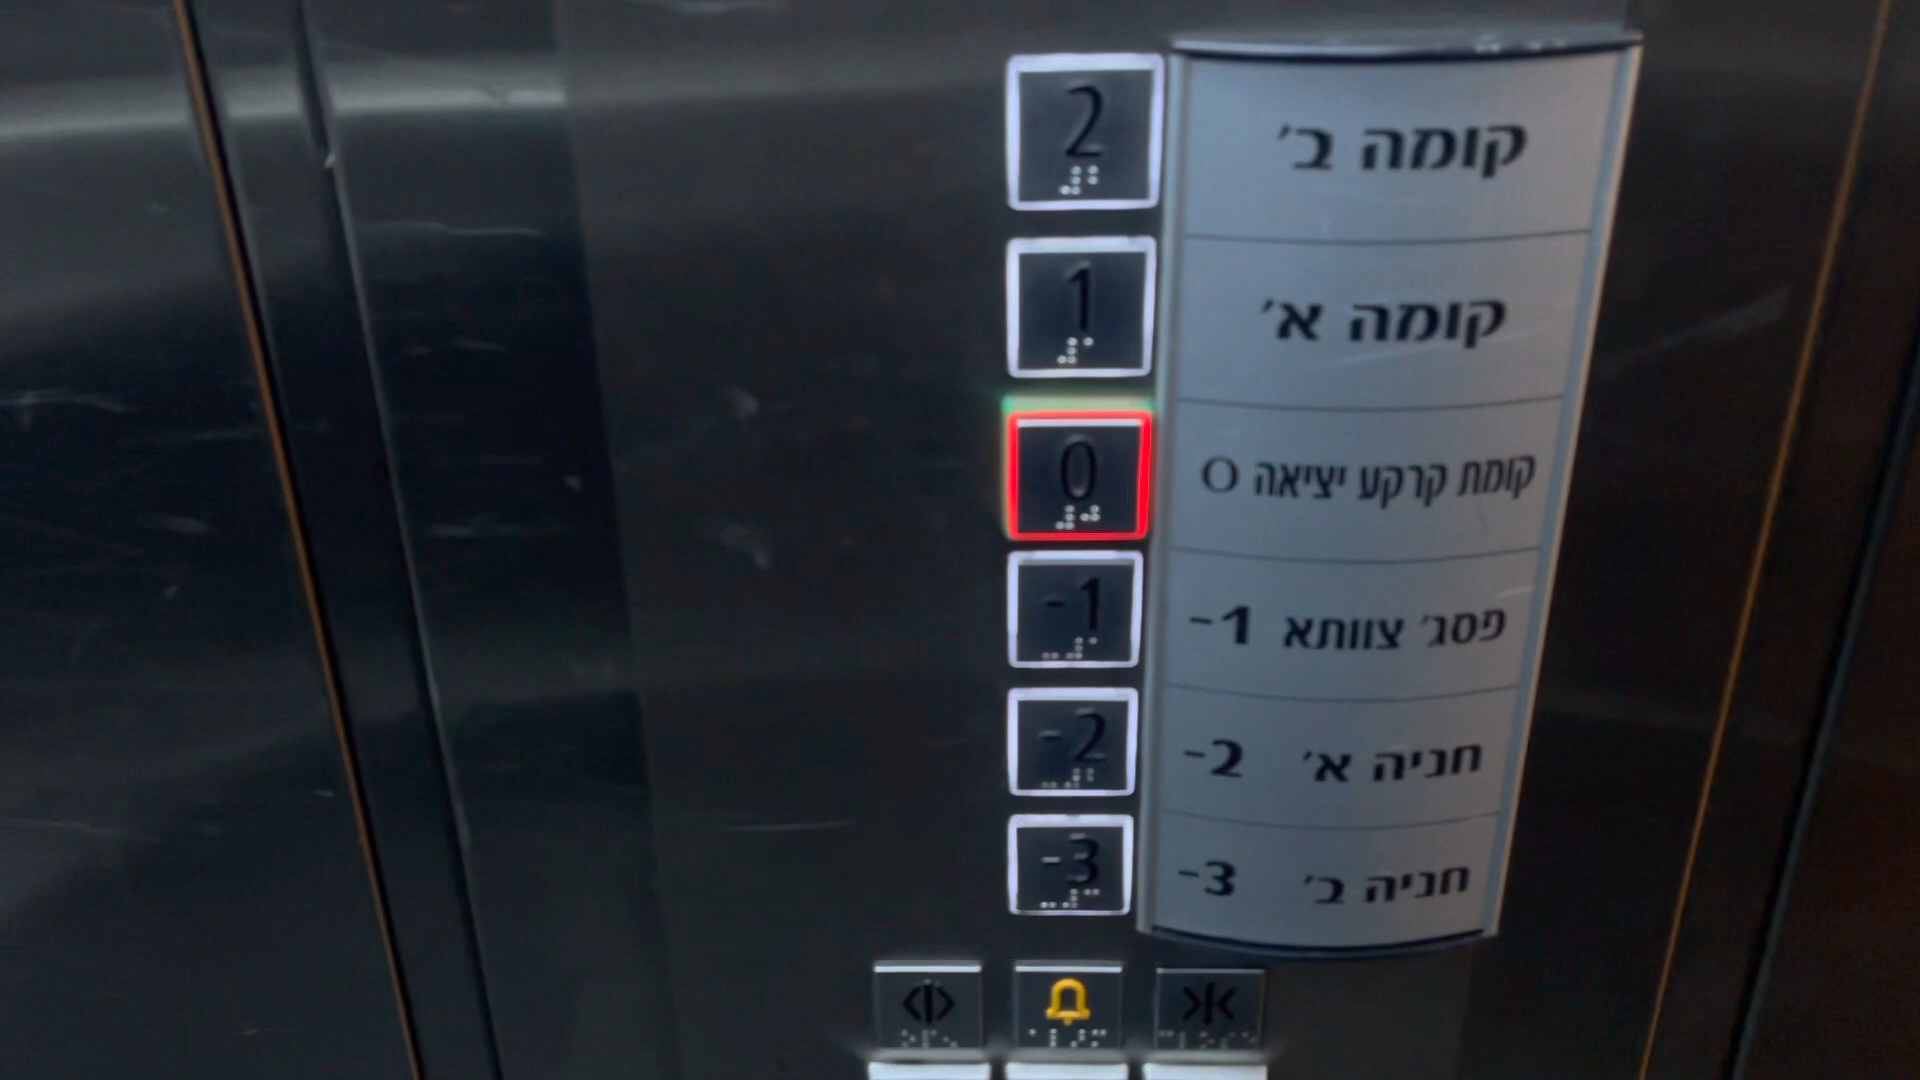 2
קומה ב׳
1
קומה א׳
0
קומת קרקע יציאה 0
-1
פסג׳ צוותא 1-
-2
חניה א׳ 2-
-3
חניה ב׳ 3-